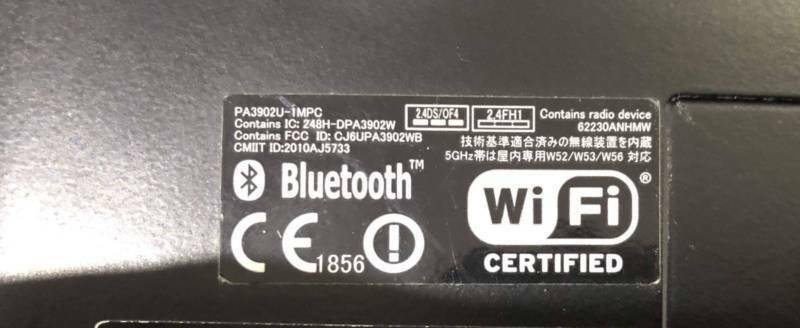 PA3902U-1MPC
Contains IC: 248H-DPA3902W
Contains FCC ID: CJ6UPA3902WB
CMIIT ID:2010AJ5733
2.4DS/OF4
2.4FH1
Contains radio device
62230ANHMW
技術基準適合済みの無線装置を内蔵
5GHz帯は屋内専用W52/W53/W56 対応
Bluetooth™
Wi Fi®
CERTIFIED
CE 1856